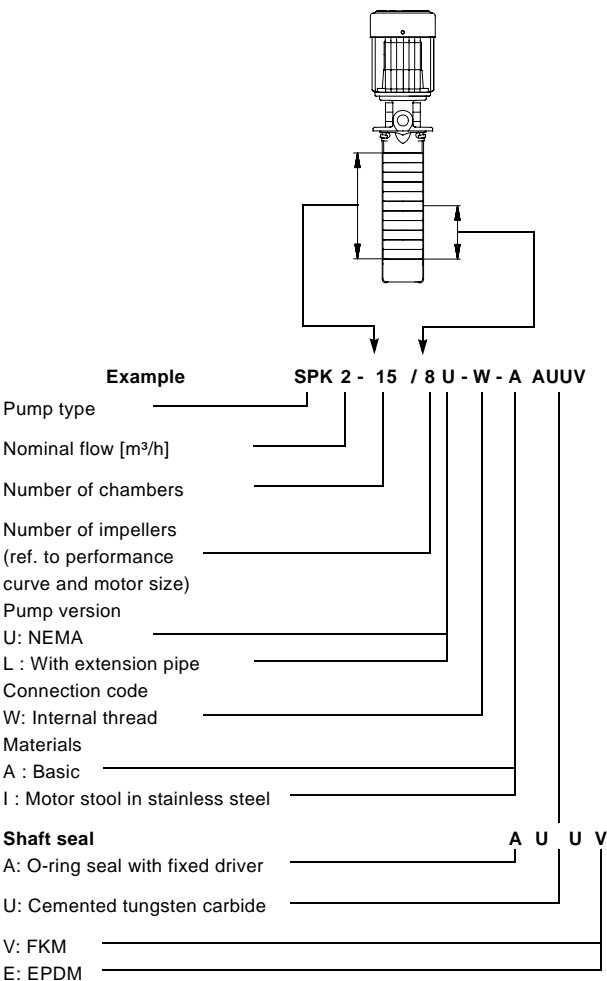 Example SPK 2 - 15 / 8 U - W - A AUUV
Pump type
Nominal flow [m³/h]
Number of chambers
Number of impellers
(ref. to performance
curve and motor size)
Pump version
U: NEMA
L : With extension pipe
Connection code
W: Internal thread
Materials
A : Basic
I : Motor stool in stainless steel
Shaft seal A U U V
A: O-ring seal with fixed driver
U: Cemented tungsten carbide
V: FKM
E: EPDM